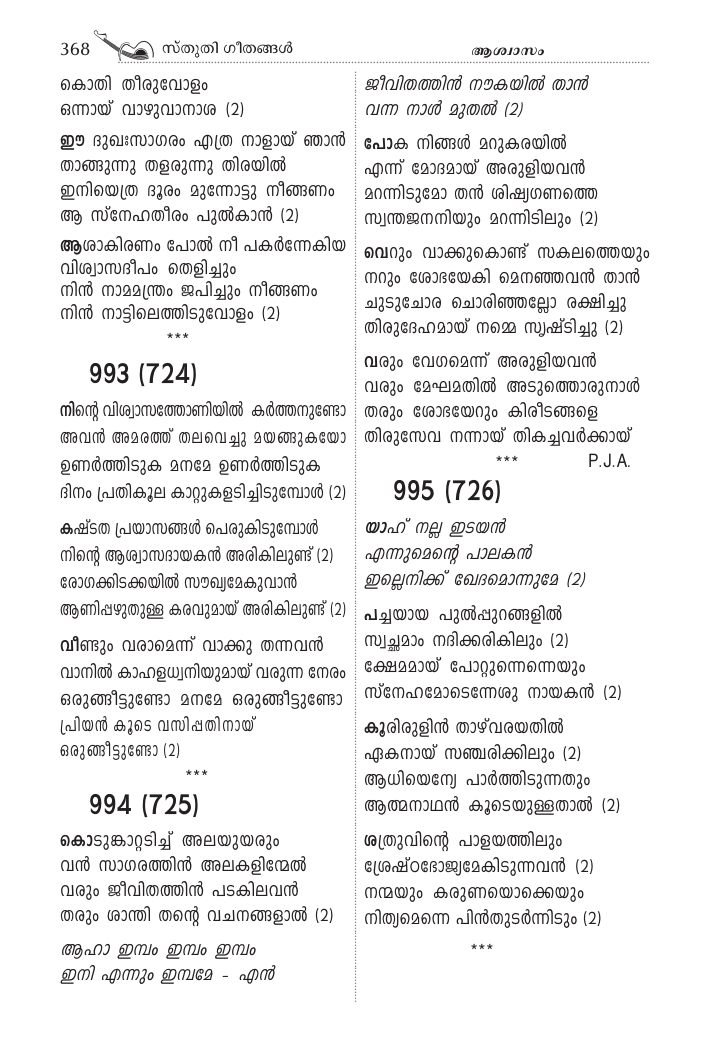 368 സ്തുതി ഗീതങ്ങൾ ആശ്വാസം
കൊതി തീരുവോളം
ഒന്നായ് വാഴുവാനാശ (2)
ഈ ദുഖഃസാഗരം എത്ര നാളായ് ഞാൻ
താങ്ങുന്നു തളരുന്നു തിരയിൽ
ഇനിയെത്ര ദൂരം മുന്നോട്ടു നീങ്ങണം
ആ സ്നേഹതീരം പുൽകാൻ (2)
ആശാകിരണം പോൽ നീ പകർന്നേകിയ
വിശ്വാസദീപം തെളിച്ചും
നിൻ നാമമന്ത്രം ജപിച്ചും നീങ്ങണം
നിൻ നാട്ടിലെത്തിടുവോളം (2)
***
993 (724)
നിന്റെ വിശ്വാസത്തോണിയിൽ കർത്തനുണ്ടോ
അവൻ അമരത്ത് തലവെച്ചു മയങ്ങുകയോ
ഉണർത്തിടുക മനമേ ഉണർത്തിടുക
ദിനം പ്രതികൂല കാറ്റുകളടിച്ചിടുമ്പോൾ (2)
കഷ്ടത പ്രയാസങ്ങൾ പെരുകിടുമ്പോൾ
നിന്റെ ആശ്വാസദായകൻ അരികിലുണ്ട് (2)
രോഗക്കിടക്കയിൽ സൗഖ്യമേകുവാൻ
ആണിപ്പഴുതുള്ള കരവുമായ് അരികിലുണ്ട് (2)
വീണ്ടും വരാമെന്ന് വാക്കു തന്നവൻ
വാനിൽ കാഹളധ്വനിയുമായ് വരുന്ന നേരം
ഒരുങ്ങീട്ടുണ്ടോ മനമേ ഒരുങ്ങീട്ടുണ്ടോ
പ്രിയൻ കൂടെ വസിപ്പതിനായ്
ഒരുങ്ങീട്ടുണ്ടോ (2)
***
994 (725)
കൊടുങ്കാറ്റടിച്ച് അലയുയരും
വൻ സാഗരത്തിൻ അലകളിന്മേൽ
വരും ജീവിതത്തിൻ പടകിലവൻ
തരും ശാന്തി തന്റെ വചനങ്ങളാൽ (2)
ആഹാ ഇമ്പം ഇമ്പം ഇമ്പം
ഇനി എന്നും ഇമ്പമേ – എൻ
ജീവിതത്തിൻ നൗകയിൽ താൻ
വന്ന നാൾ മുതൽ (2)
പോക നിങ്ങൾ മറുകരയിൽ
എന്ന് മോദമായ് അരുളിയവൻ
മറന്നിടുമോ തൻ ശിഷ്യഗണത്തെ
സ്വന്തജനനിയും മറന്നിടിലും (2)
വെറും വാക്കുകൊണ്ട് സകലത്തെയും
നറും ശോഭയേകി മെനഞ്ഞവൻ താൻ
ചുടുചോര ചൊരിഞ്ഞല്ലോ രക്ഷിച്ചു
തിരുദേഹമായ് നമ്മെ സൃഷ്ടിച്ചു (2)
വരും വേഗമെന്ന് അരുളിയവൻ
വരും മേഘമതിൽ അടുത്തൊരുനാൾ
തരും ശോഭയേറും കിരീടങ്ങളെ
തിരുസേവ നന്നായ് തികച്ചവർക്കായ്
*** P.J.A.
995 (726)
യാഹ് നല്ല ഇടയൻ
എന്നുമെന്റെ പാലകൻ
ഇല്ലെനിക്ക് ഖേദമൊന്നുമേ (2)
പച്ചയായ പുൽപ്പുറങ്ങളിൽ
സ്വച്ഛമാം നദിക്കരികിലും (2)
ക്ഷേമമായ് പോറ്റുന്നെന്നെയും
സ്നേഹമോടെന്നേശു നായകൻ (2)
കൂരിരുളിൻ താഴ്വരയതിൽ
ഏകനായ് സഞ്ചരിക്കിലും (2)
ആധിയെന്യേ പാർത്തിടുന്നതും
ആത്മനാഥൻ കൂടെയുള്ളതാൽ (2)
ശത്രുവിന്റെ പാളയത്തിലും
ശ്രേഷ്ഠഭോജ്യമേകിടുന്നവൻ (2)
നന്മയും കരുണയൊക്കെയും
നിത്യമെന്നെ പിൻതുടർന്നിടും (2)
***